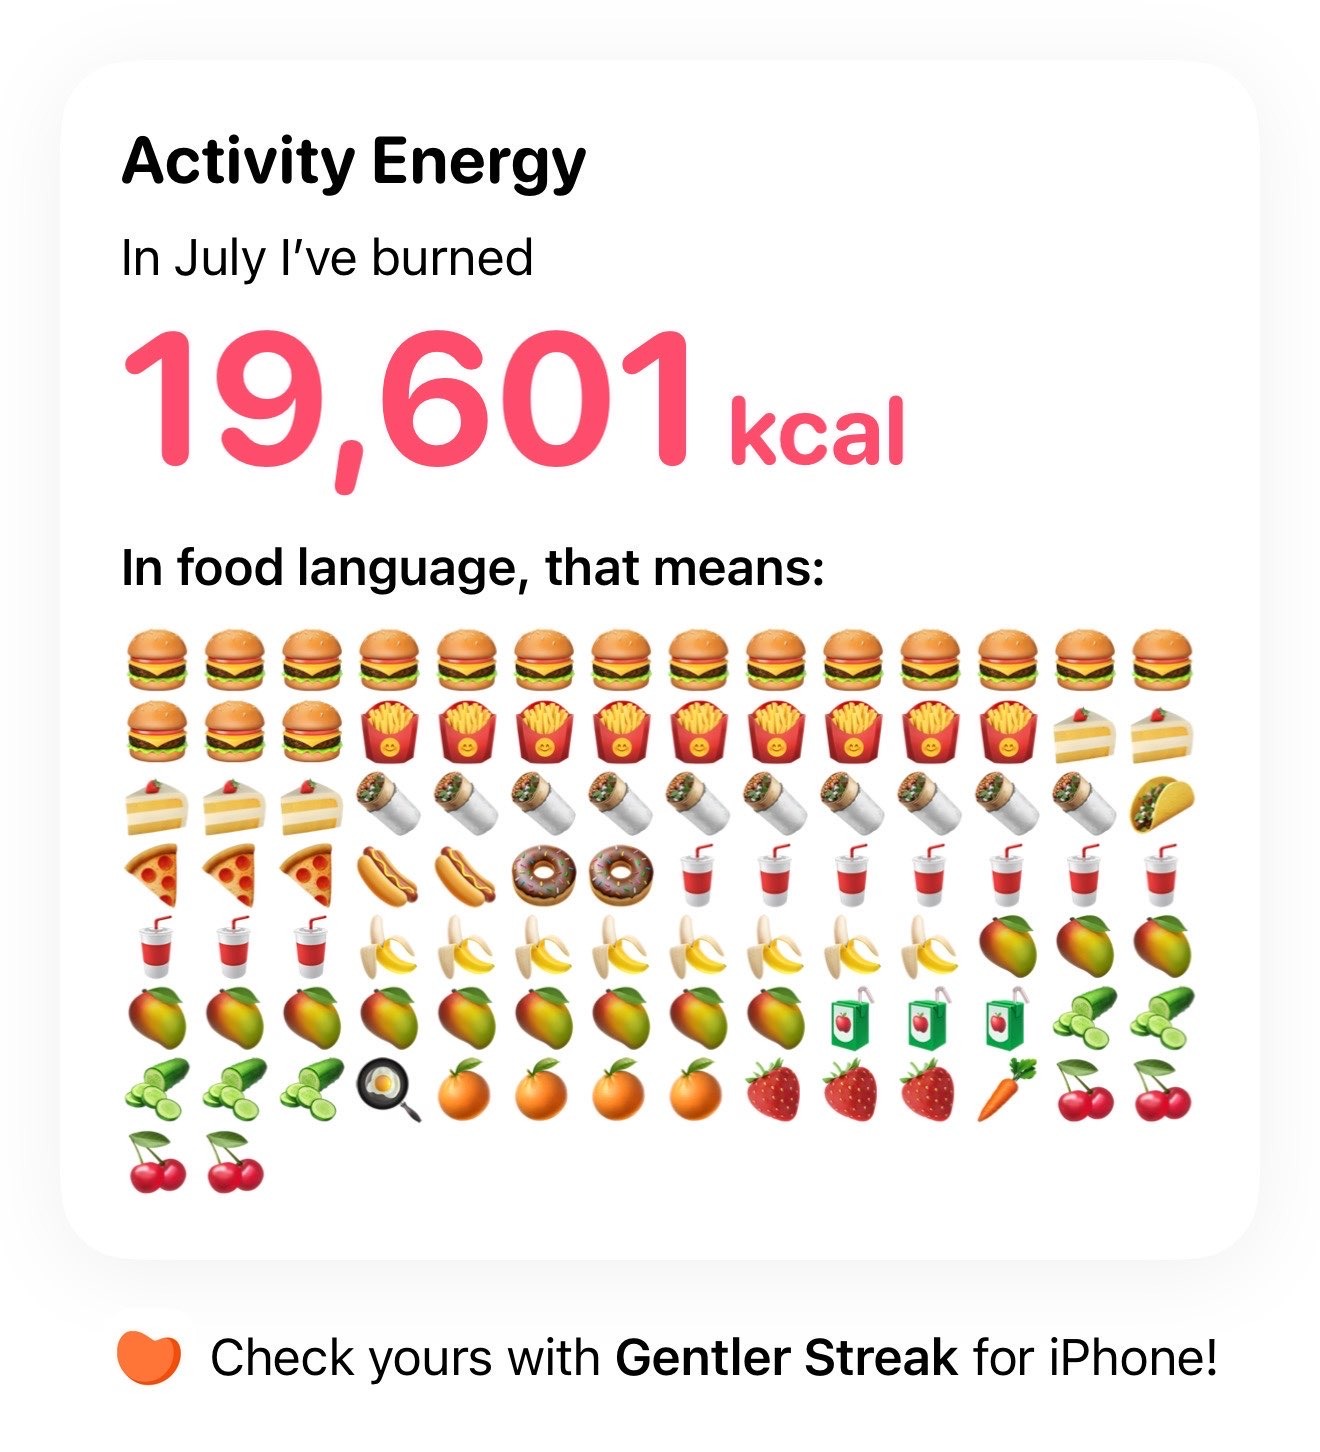 Activity Energy
In July I’ve burned
19,601 kcal
In food language, that means:
Check yours with Gentler Streak for iPhone!